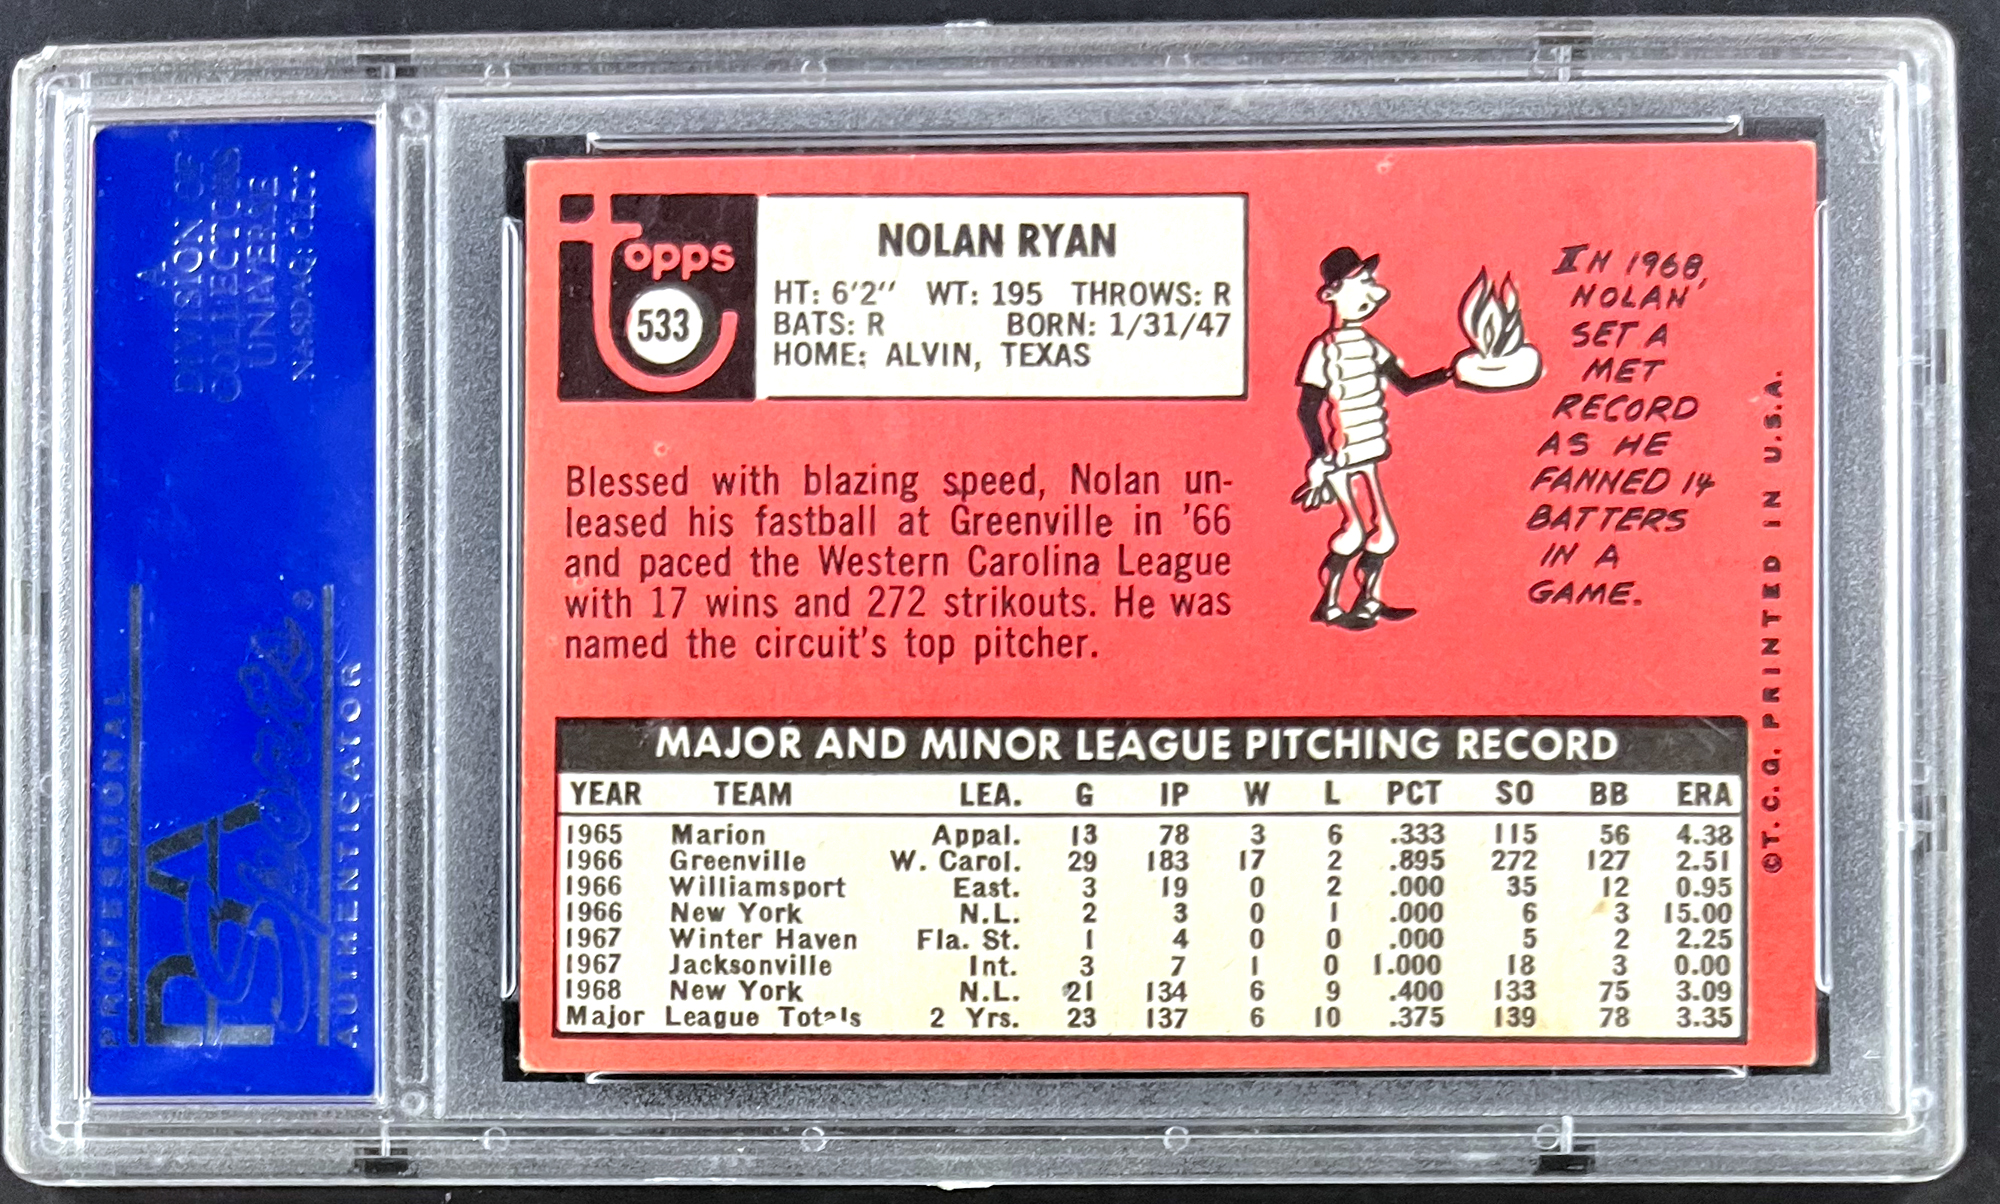 A
DIVISION OF
COLLECTORS
UNIVERSE
NASDAQ: CLCT
PROFESSIONAL
PSA
Sports
®
AUTHENTICATOR
topps
533
NOLAN RYAN
HT: 6'2" WT: 195 THROWS: R
BATS: R BORN: 1/31/47
HOME: ALVIN, TEXAS
Blessed with blazing speed, Nolan un-
leased his fastball at Greenville in '66
and paced the Western Carolina League
with 17 wins and 272 strikouts. He was
named the circuit's top pitcher.
IN 1968,
NOLAN
SET A
MET
RECORD
AS HE
FANNED 14
BATTERS
IN A
GAME.
©T.C.G. PRINTED IN U.S.A.
MAJOR AND MINOR LEAGUE PITCHING RECORD
YEAR TEAM LEA. G IP W L PCT SO BB ERA
1965 Marion Appal. 13 78 3 6 .333 115 56 4.38
1966 Greenville W. Carol. 29 183 17 2 .895 272 127 2.51
1966 Williamsport East. 3 19 0 2 .000 35 12 0.95
1966 New York N.L. 2 3 0 1 .000 6 3 15.00
1967 Winter Haven Fla. St. 1 4 0 0 .000 5 2 2.25
1967 Jacksonville Int. 3 7 1 0 1.000 18 3 0.00
1968 New York N.L. 21 134 6 9 .400 133 75 3.09
Major League Totals 2 Yrs. 23 137 6 10 .375 139 78 3.35